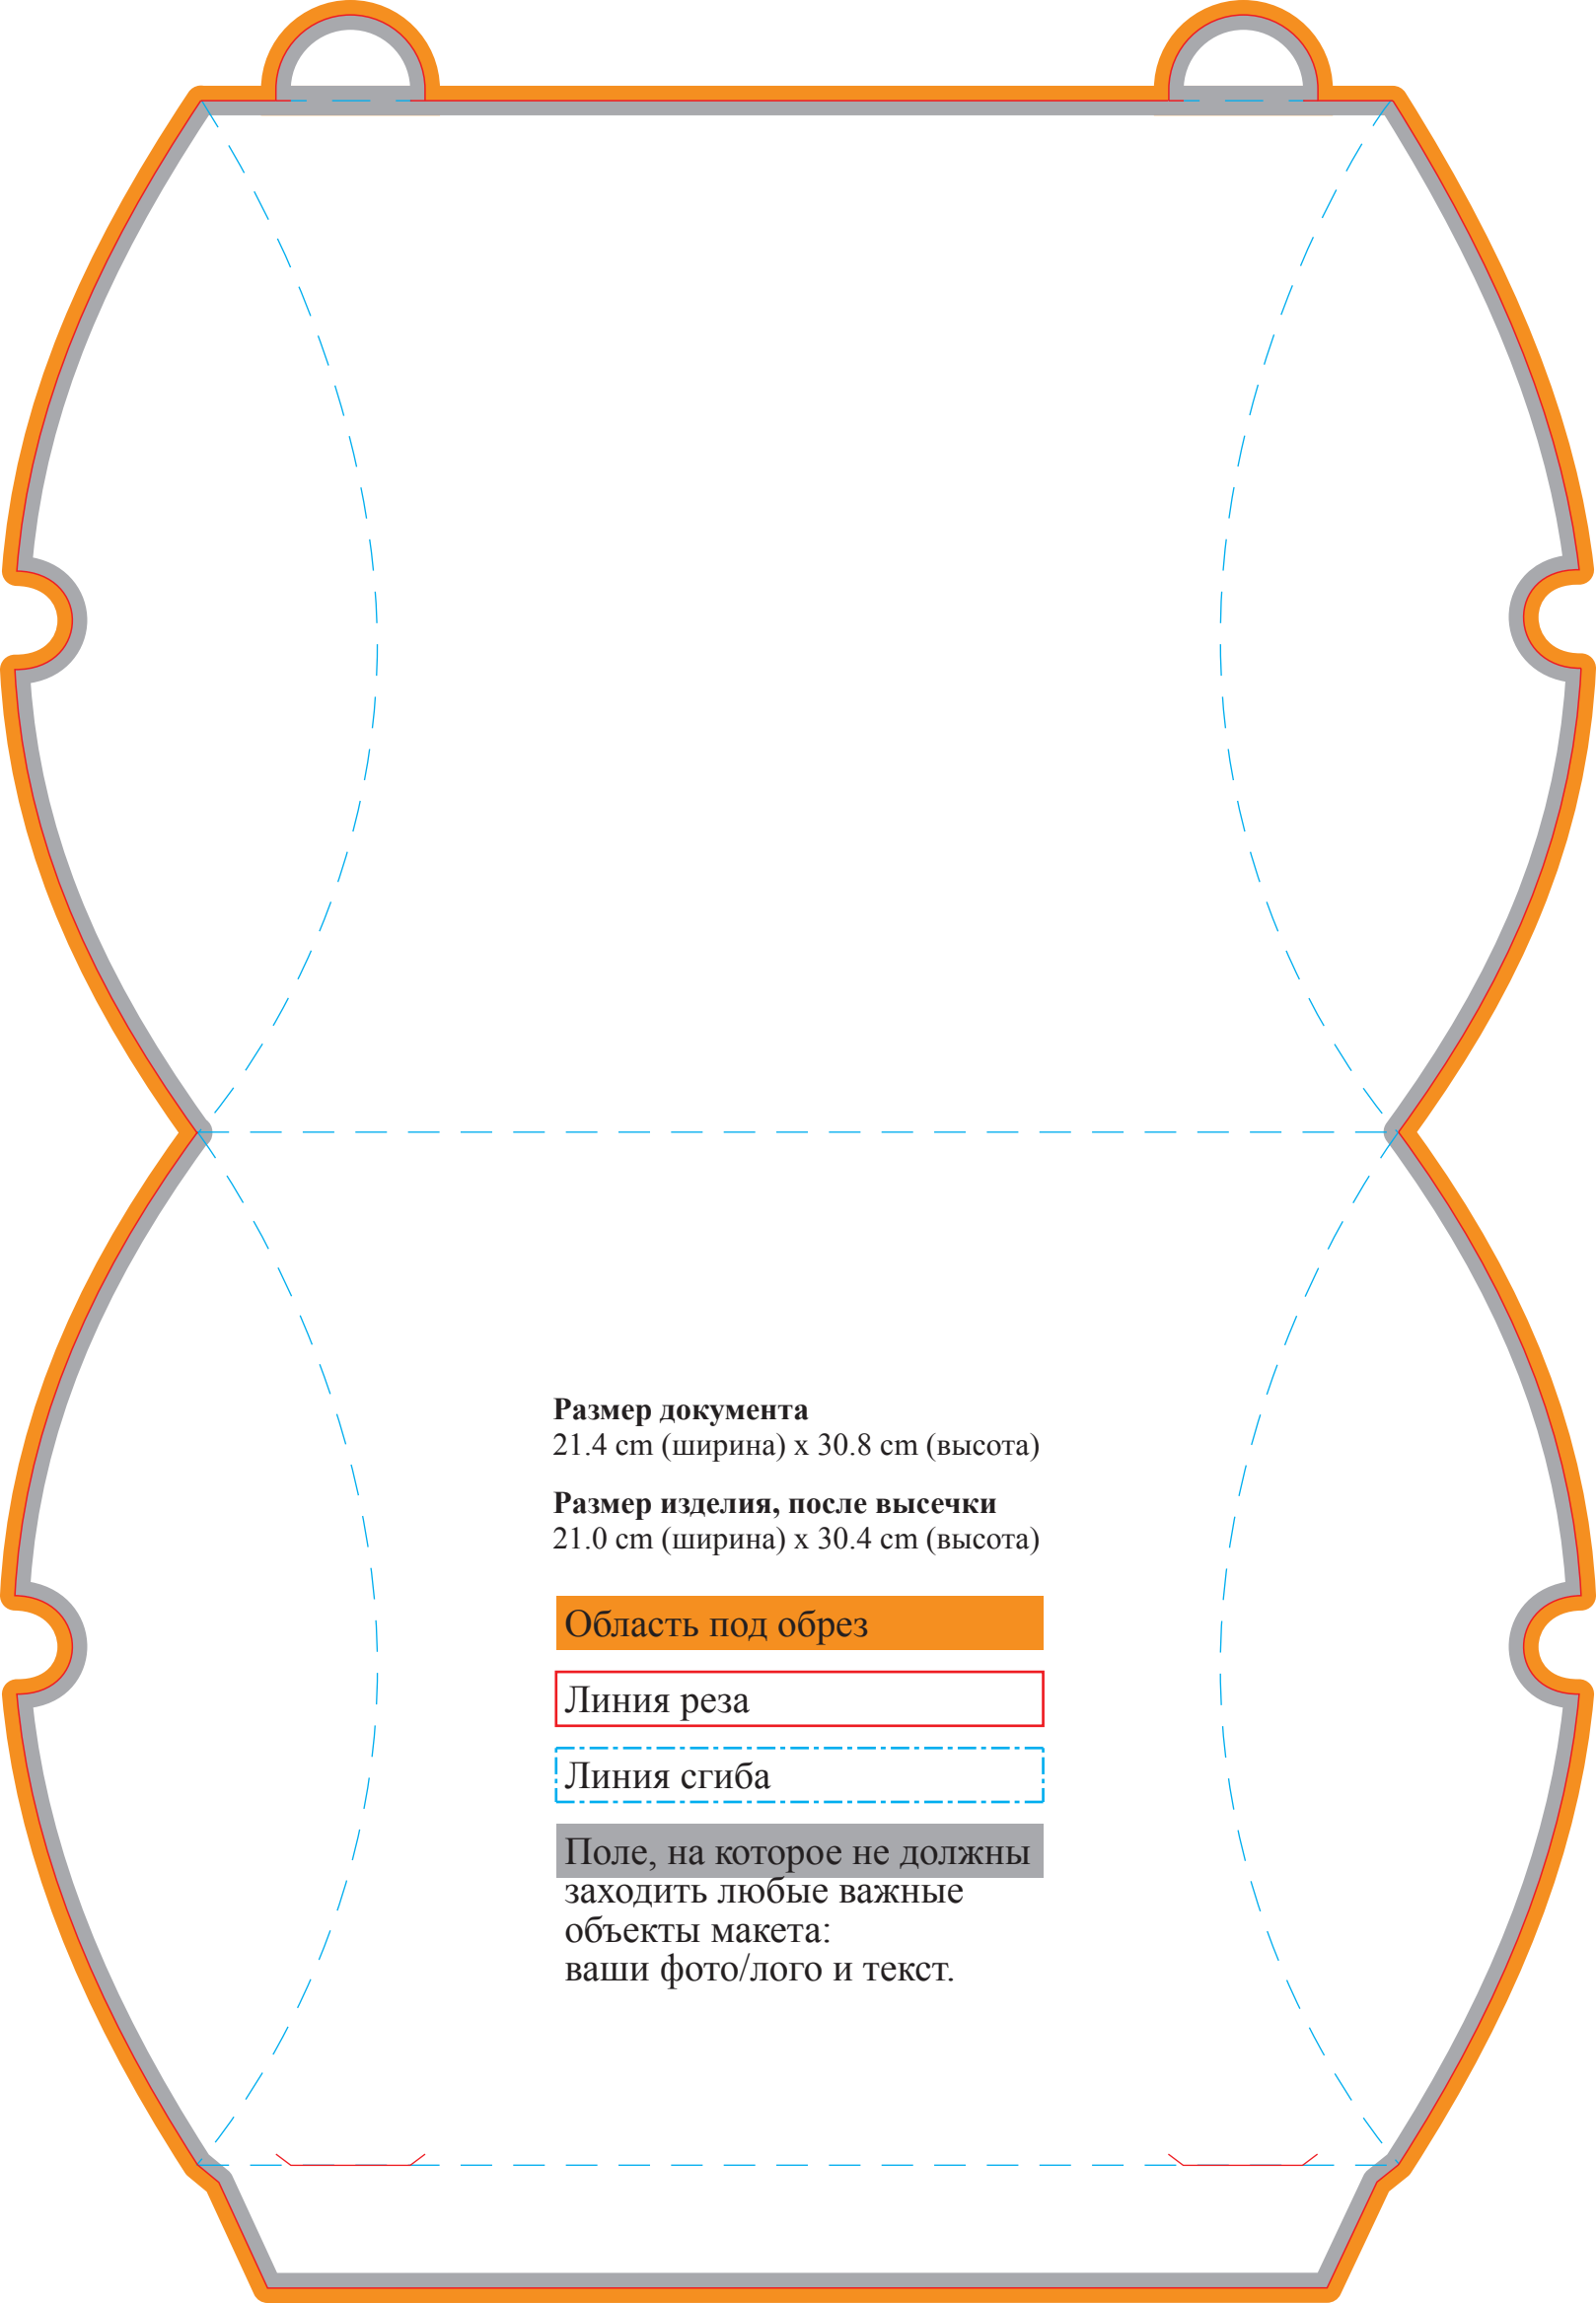 Размер документа
21.4 cm (ширина) x 30.8 cm (высота)
Размер изделия, после высечки
21.0 cm (ширина) x 30.4 cm (высота)
Область под обрез
Линия реза
Линия сгиба
Поле, на которое не должны
заходить любые важные
объекты макета:
ваши фото/лого и текст.